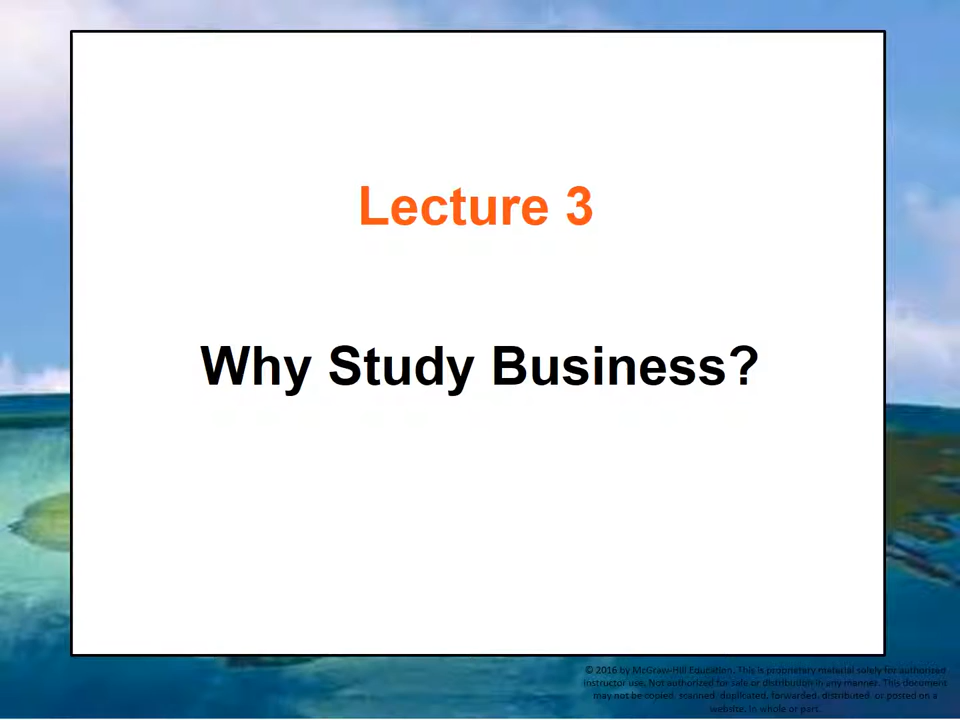 Lecture 3
Why Study Business?
© 2016 by McGraw-Hill Education. This is proprietary material solely for authorized
instructor use. Not authorized for sale or distribution in any manner. This document
may not be copied, scanned, duplicated, forwarded, distributed, or posted on a
website, in whole or part.